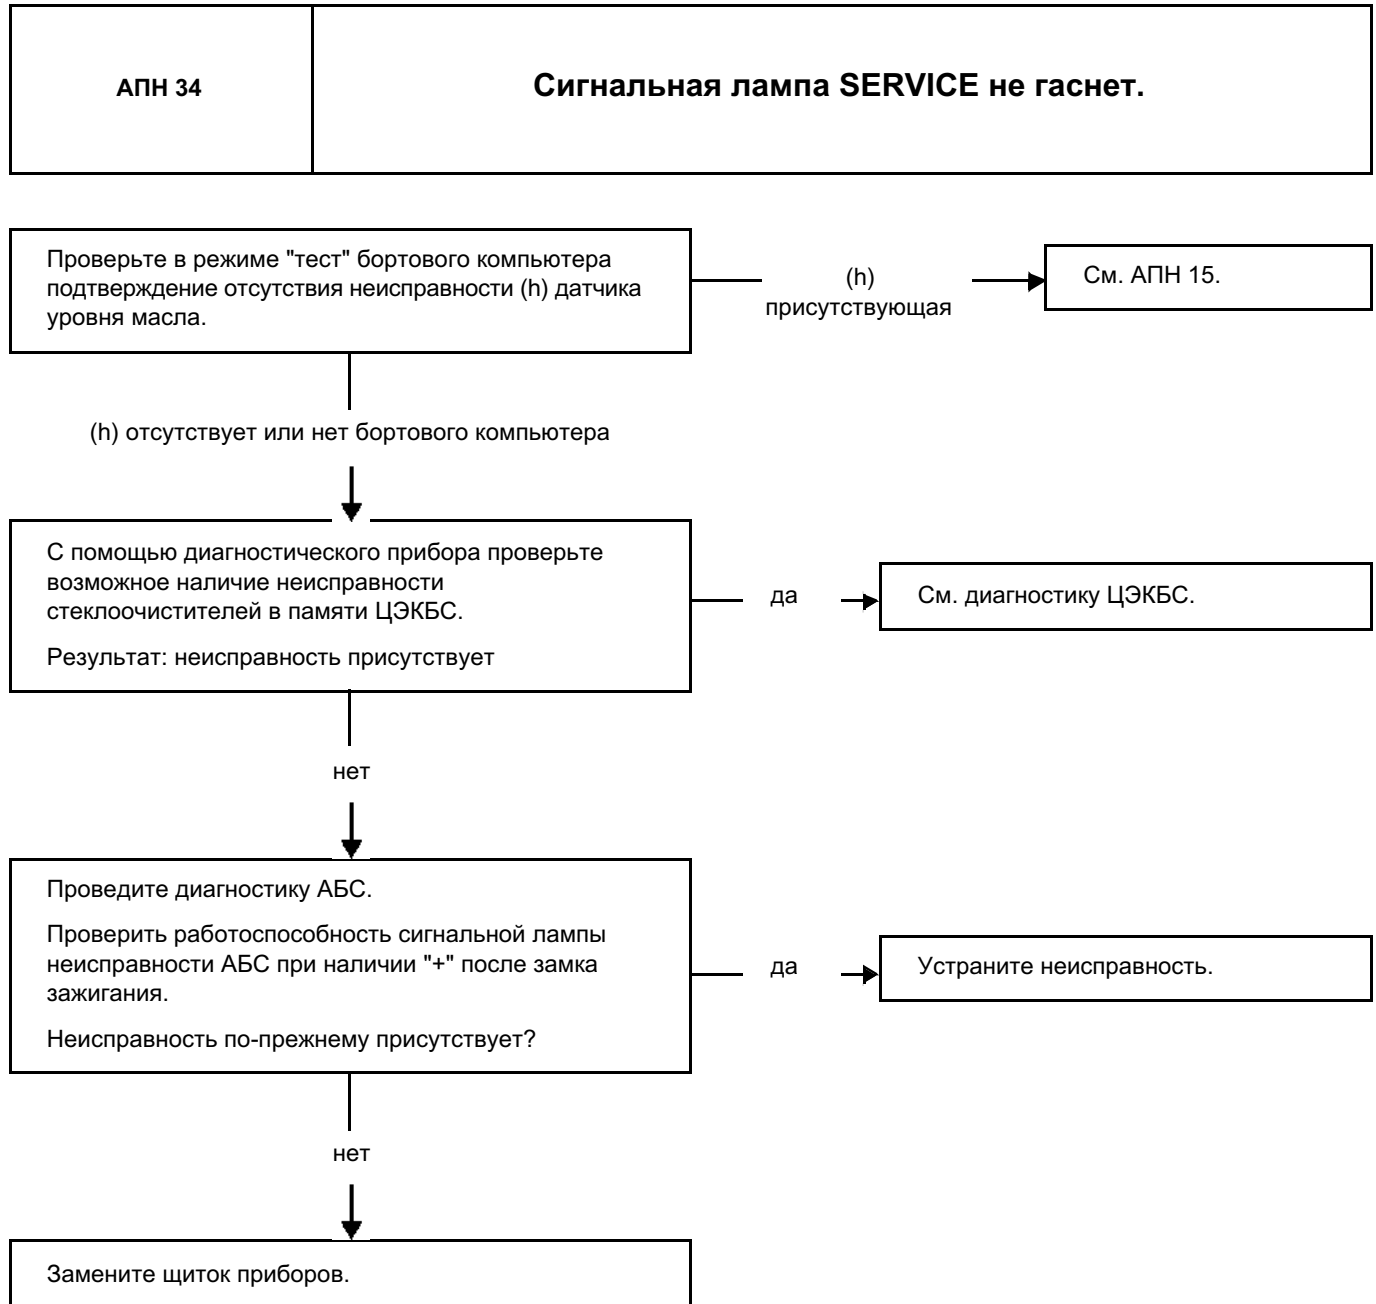 АПН 34
Сигнальная лампа SERVICE не гаснет.
Проверьте в режиме "тест" бортового компьютера
подтверждение отсутствия неисправности (h) датчика
уровня масла.
(h)
присутствующая
См. АПН 15.
(h) отсутствует или нет бортового компьютера
С помощью диагностического прибора проверьте
возможное наличие неисправности
стеклоочистителей в памяти ЦЭКБС.
Результат: неисправность присутствует
да
См. диагностику ЦЭКБС.
нет
Проведите диагностику АБС.
Проверить работоспособность сигнальной лампы
неисправности АБС при наличии "+" после замка
зажигания.
Неисправность по-прежнему присутствует?
да
Устраните неисправность.
нет
Замените щиток приборов.